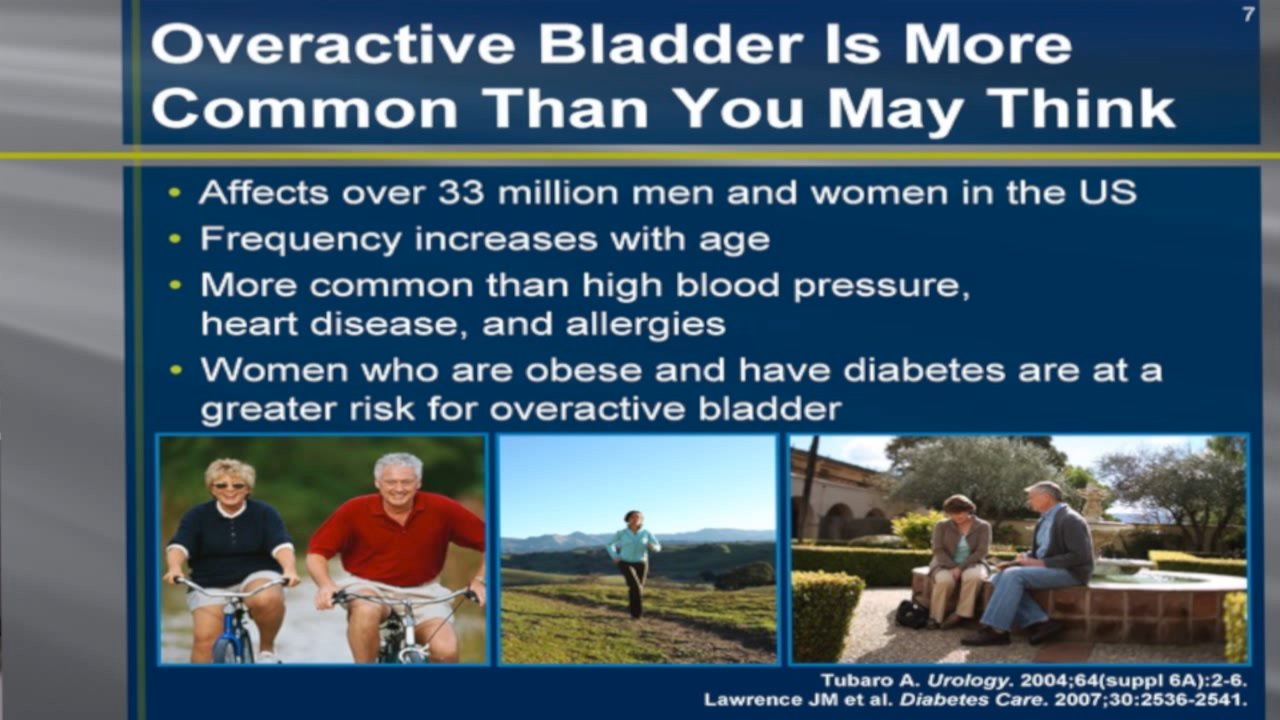 7
Overactive Bladder Is More
Common Than You May Think
• Affects over 33 million men and women in the US
• Frequency increases with age
• More common than high blood pressure,
heart disease, and allergies
• Women who are obese and have diabetes are at a
greater risk for overactive bladder
Tubaro A. Urology. 2004;64(suppl 6A):2-6.
Lawrence JM et al. Diabetes Care. 2007;30:2536-2541.